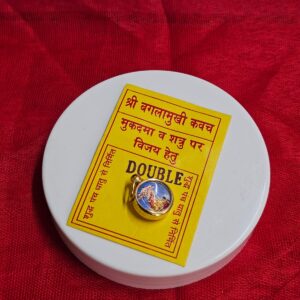 श्री बगलामुखी कवच
मुकदमा व शत्रु पर
विजय हेतु
DOUBLE
शुद्ध पंच धातु से निर्मित
शुद्ध पंच धातु से निर्मित